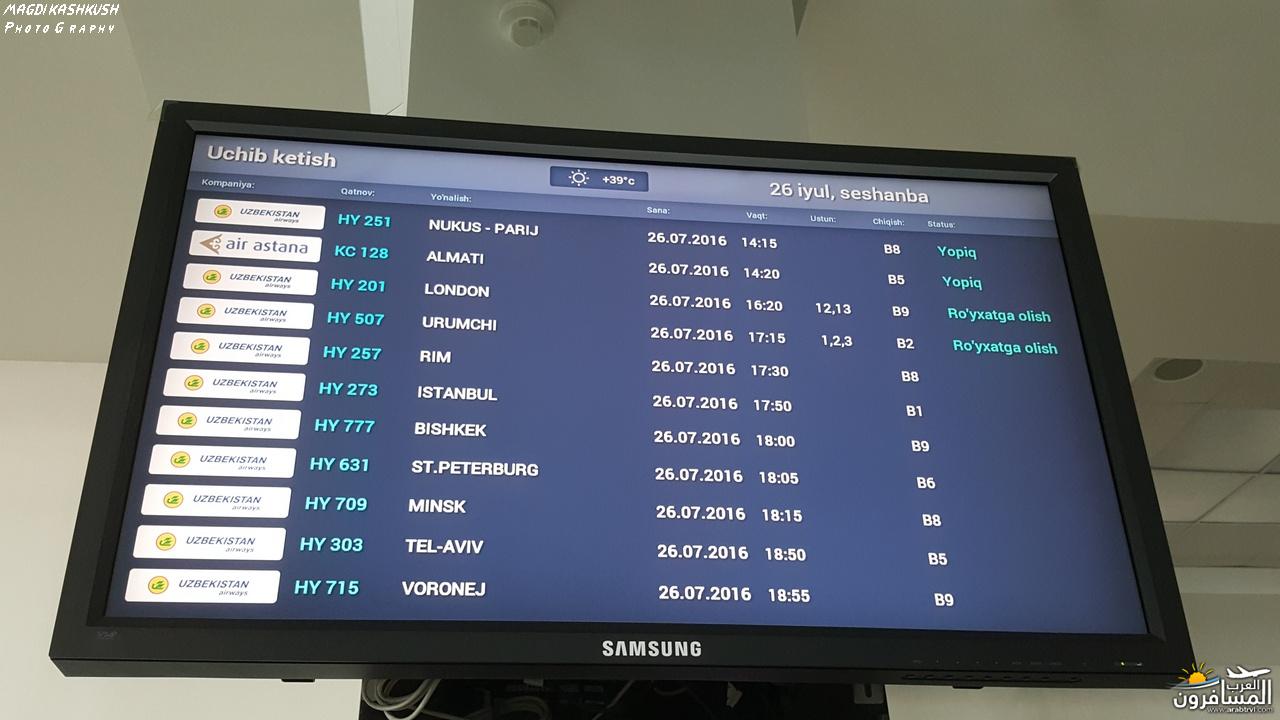 MAGDI KASHKUSH
PHOTOGRAPHY
Uchib ketish +39°c 26 iyul, seshanba
Kompaniya: Qatnov: Yo'nalish: Sana: Vaqt: Ustun: Chiqish: Status:
UZBEKISTAN airways HY 251 NUKUS - PARIJ 26.07.2016 14:15 B8 Yopiq
air astana KC 128 ALMATI 26.07.2016 14:20 B5 Yopiq
UZBEKISTAN airways HY 201 LONDON 26.07.2016 16:20 12,13 B9 Ro'yxatga olish
UZBEKISTAN airways HY 507 URUMCHI 26.07.2016 17:15 1,2,3 B2 Ro'yxatga olish
UZBEKISTAN airways HY 257 RIM 26.07.2016 17:30 B8
UZBEKISTAN airways HY 273 ISTANBUL 26.07.2016 17:50 B1
UZBEKISTAN airways HY 777 BISHKEK 26.07.2016 18:00 B9
UZBEKISTAN airways HY 631 ST.PETERBURG 26.07.2016 18:05 B6
UZBEKISTAN airways HY 709 MINSK 26.07.2016 18:15 B8
UZBEKISTAN airways HY 303 TEL-AVIV 26.07.2016 18:50 B5
UZBEKISTAN airways HY 715 VORONEJ 26.07.2016 18:55 B9
SAMSUNG
العرب
المسافرون
www.arabtrvl.com